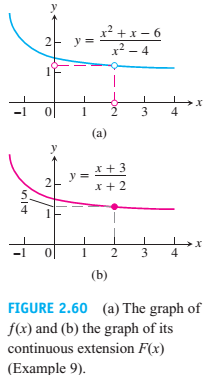 y
2
y = x² + x − 6 / x² − 4
1
−1 0 1 2 3 4 x
(a)
y
2
y = x + 3 / x + 2
5/4
1
−1 0 1 2 3 4 x
(b)
FIGURE 2.60 (a) The graph of
f(x) and (b) the graph of its
continuous extension F(x)
(Example 9).